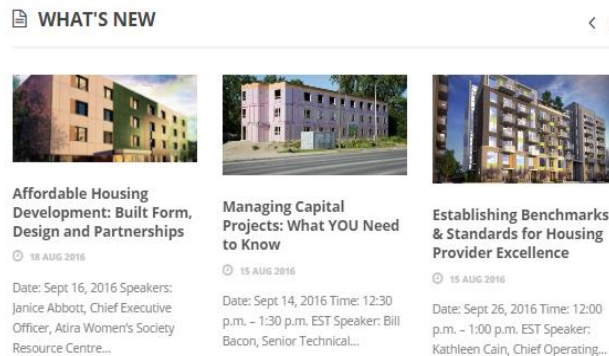 WHAT'S NEW
Affordable Housing
Development: Built Form,
Design and Partnerships
18 AUG 2016
Date: Sept 16, 2016 Speakers:
Janice Abbott, Chief Executive
Officer, Atira Women's Society
Resource Centre...
Managing Capital
Projects: What YOU Need
to Know
15 AUG 2016
Date: Sept 14, 2016 Time: 12:30
p.m. – 1:30 p.m. EST Speaker: Bill
Bacon, Senior Technical...
Establishing Benchmarks
& Standards for Housing
Provider Excellence
15 AUG 2016
Date: Sept 26, 2016 Time: 12:00
p.m. – 1:00 p.m. EST Speaker:
Kathleen Cain, Chief Operating...